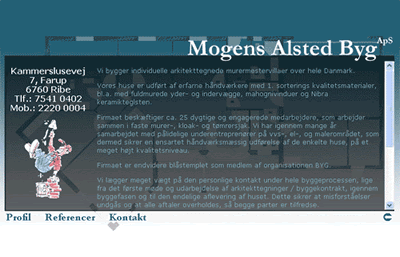 Mogens Alsted Byg ApS
Kammerslusevej
7, Farup
6760 Ribe
Tlf.: 7541 0402
Mob.: 2220 0004
Vi bygger individuelle arkitekttegnede murermestervillaer over hele Danmark.
Vores huse er udført af erfarne håndværkere med 1. sorterings kvalitetsmaterialer,
bl.a. med fuldmurede yder- og indervægge, mangrovinduer og Nibra
keramiktegisten.
Firmaet beskæftiger ca. 25 dygtige og engagerede medarbejdere, som arbejder
sammen i faste murer-, kloak- og tømrersjak. Vi har igennem mange år
samarbejdet med pålidelige underentreprenører på vvs-, el-, og malerområdet, som
dermed sikrer en ensartet håndværksmæssig udførelse af de enkelte huse, på et
meget højt kvalitetsniveau.
Firmaet er endvidere blåstemplet som medlem af organisationen BYG.
Vi lægger meget vægt på den personlige kontakt under hele byggeprocessen, lige
fra det første møde og udarbejdelse af arkitekttegninger / byggekontrakt, igennem
byggefasen og til den endelige aflevering af huset. Dette sikrer at misforståelser
undgås og at alle aftaler overholdes, så begge parter er tilfredse.
Profil Referencer Kontakt